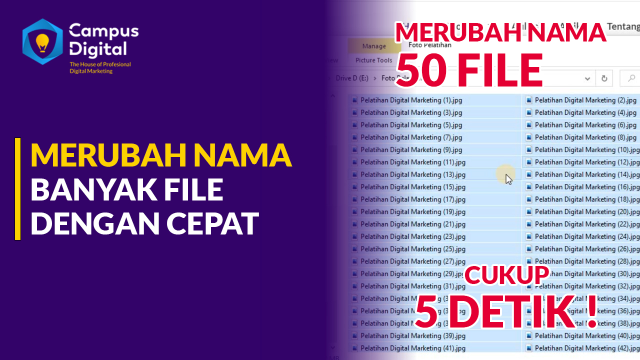 Campus
Digital
The House of Profesional
Digital Marketing
MERUBAH NAMA
BANYAK FILE
DENGAN CEPAT
MERUBAH NAMA
50 FILE
Tentang
Manage
Foto Pelatihan
Picture Tools
Drive D (E:) Foto
Pelatihan Digital Marketing (1).jpg Pelatihan Digital Marketing (2).jpg
Pelatihan Digital Marketing (3).jpg Pelatihan Digital Marketing (4).jpg
Pelatihan Digital Marketing (5).jpg Pelatihan Digital Marketing (6).jpg
Pelatihan Digital Marketing (7).jpg Pelatihan Digital Marketing (8).jpg
Pelatihan Digital Marketing (9).jpg Pelatihan Digital Marketing (10).jpg
Pelatihan Digital Marketing (11).jpg Pelatihan Digital Marketing (12).jpg
Pelatihan Digital Marketing (13).jpg Pelatihan Digital Marketing (14).jpg
Pelatihan Digital Marketing (15).jpg Pelatihan Digital Marketing (16).jpg
Pelatihan Digital Marketing (17).jpg Pelatihan Digital Marketing (18).jpg
Pelatihan Digital Marketing (19).jpg Pelatihan Digital Marketing (20).jpg
Pelatihan Digital Marketing (21).jpg Pelatihan Digital Marketing (22).jpg
Pelatihan Digital Marketing (23).jpg Pelatihan Digital Marketing (24).jpg
Pelatihan Digital Marketing (25).jpg Pelatihan Digital Marketing (26).jpg
Pelatihan Digital Marketing (27).jpg Pelatihan Digital Marketing (28).jpg
Pelatihan Digital Marketing (29).jpg Pelatihan Digital Marketing (30).jpg
Pelatihan Digital Marketing (32).jpg
Pelatihan Digital (34).jpg
Pelatihan Digital (36).jpg
Pelatihan Digital Marketing (38).jpg
Pelatihan Digital Marketing (39).jpg Pelatihan Digital Marketing (40).jpg
Pelatihan Digital Marketing (41).jpg Pelatihan Digital Marketing (42).jpg
CUKUP
5 DETIK !